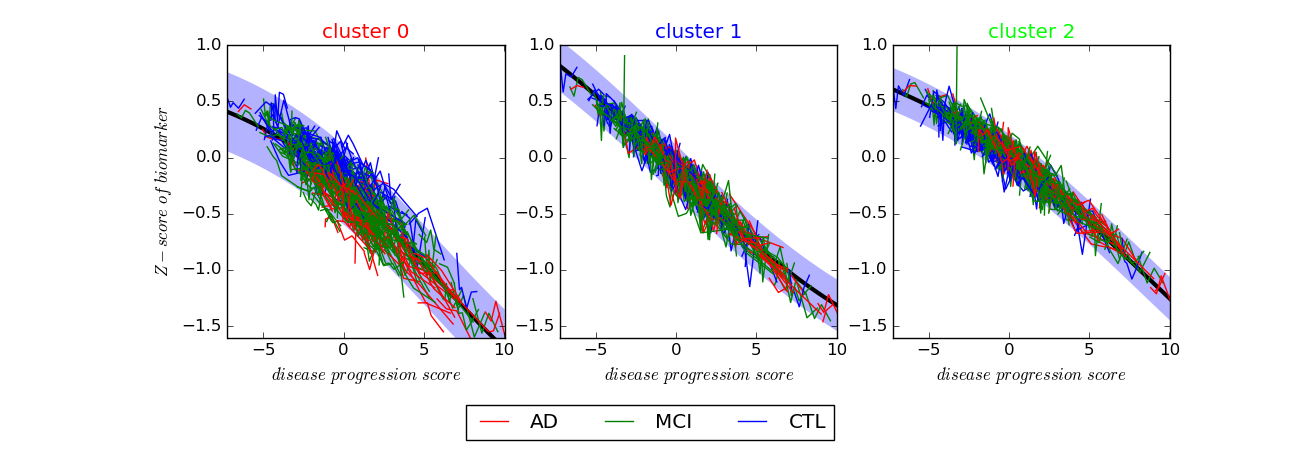 cluster 0 cluster 1 cluster 2
1.0 1.0 1.0
0.5 0.5 0.5
0.0 0.0 0.0
−0.5 −0.5 −0.5
−1.0 −1.0 −1.0
−1.5 −1.5 −1.5
Z − score of biomarker
−5 0 5 10 −5 0 5 10 −5 0 5 10
disease progression score disease progression score disease progression score
AD MCI CTL